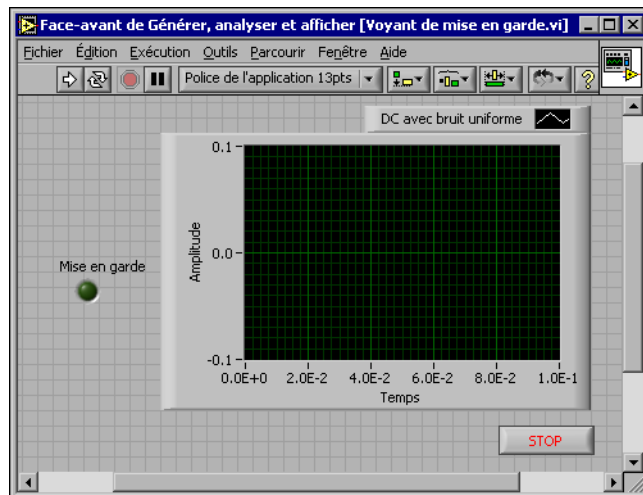 Face-avant de Générer, analyser et afficher [Voyant de mise en garde.vi]
Fichier Édition Exécution Outils Parcourir Fenêtre Aide
Police de l'application 13pts
DC avec bruit uniforme
0.1
Amplitude
0.0
Mise en garde
-0.1
0.0E+0 2.0E-2 4.0E-2 6.0E-2 8.0E-2 1.0E-1
Temps
STOP